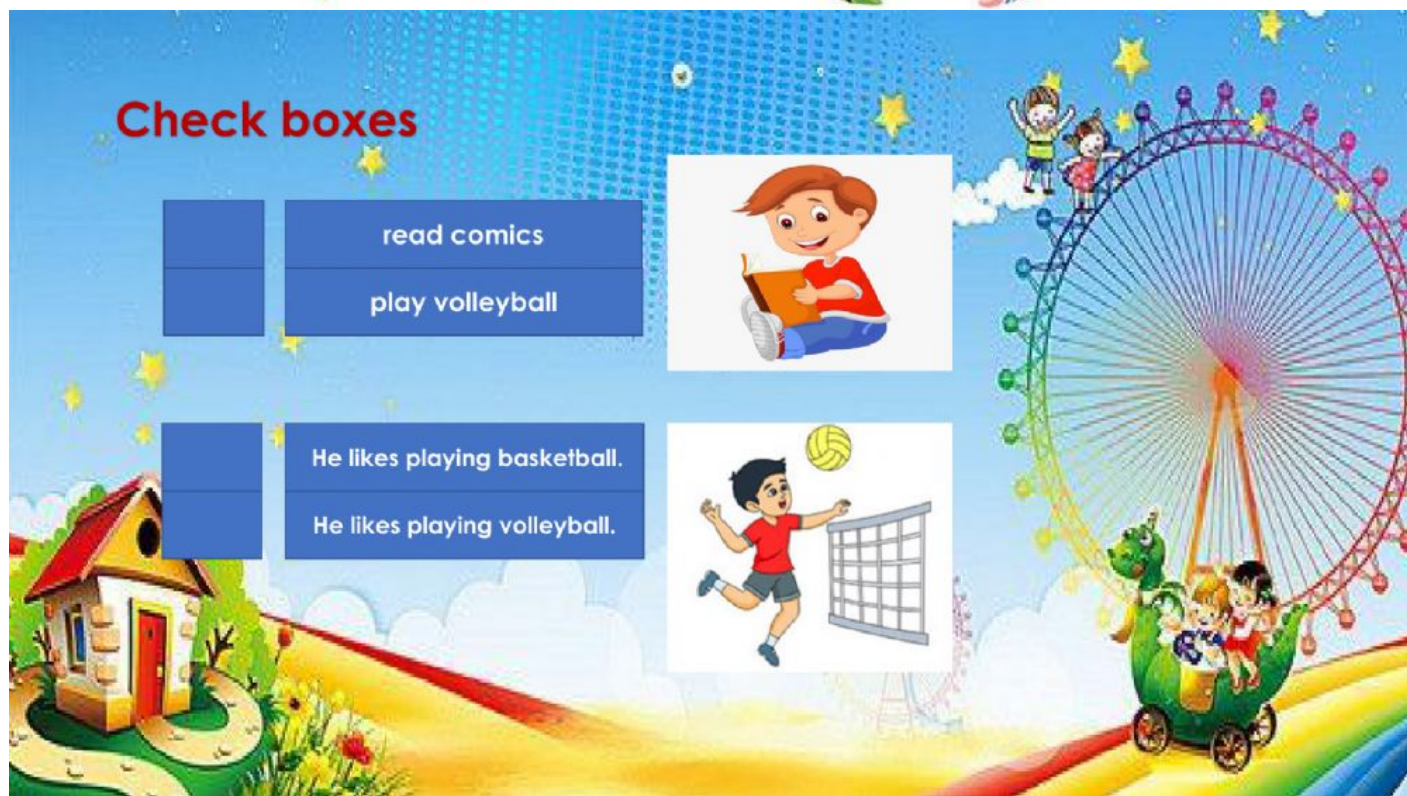 Check boxes
read comics
play volleyball
He likes playing basketball.
He likes playing volleyball.